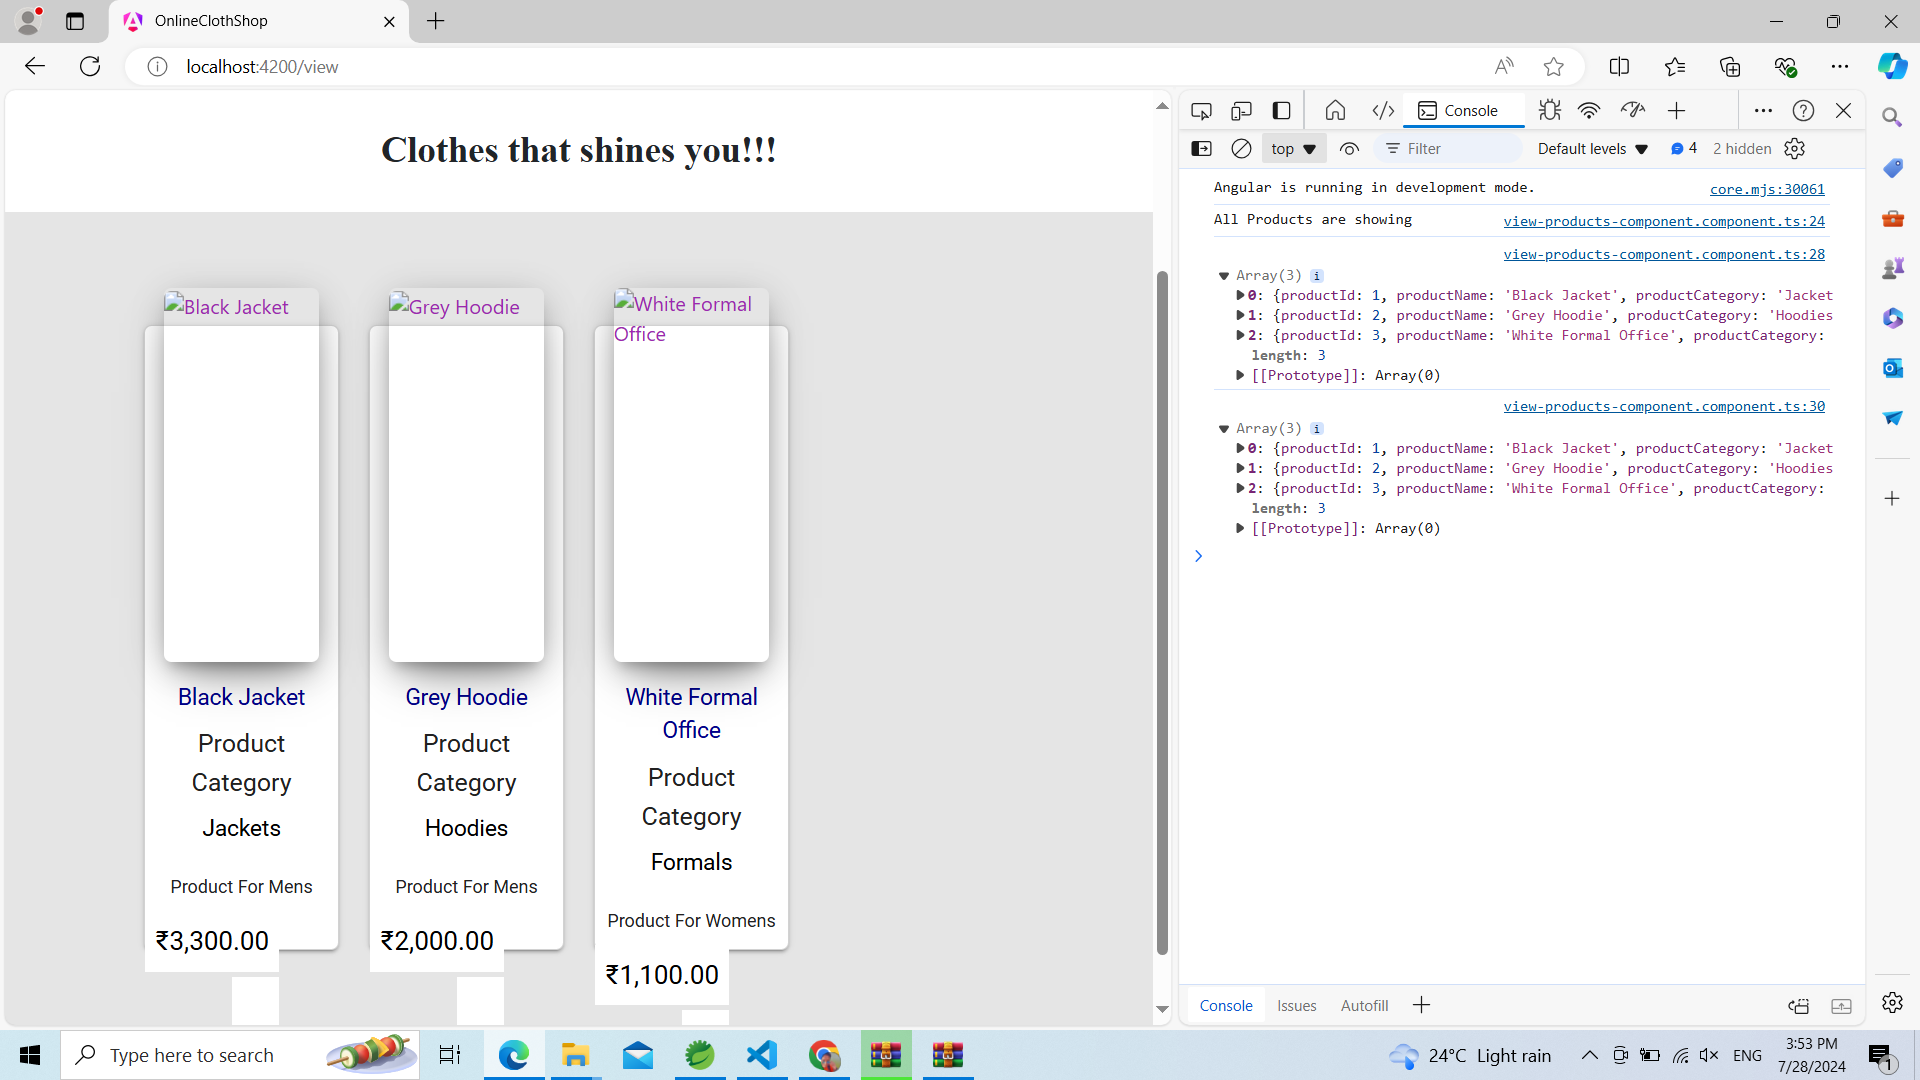 OnlineClothShop
localhost:4200/view
Clothes that shines you!!!
Black Jacket
Grey Hoodie
White Formal
Office
Black Jacket
Product
Category
Jackets
Product For Mens
₹3,300.00
Grey Hoodie
Product
Category
Hoodies
Product For Mens
₹2,000.00
White Formal
Office
Product
Category
Formals
Product For Womens
₹1,100.00
Console
top
Filter
Default levels
4
2 hidden
Angular is running in development mode. core.mjs:30061
All Products are showing view-products-component.component.ts:24
view-products-component.component.ts:28
Array(3) i
0: {productId: 1, productName: 'Black Jacket', productCategory: 'Jacket
1: {productId: 2, productName: 'Grey Hoodie', productCategory: 'Hoodies
2: {productId: 3, productName: 'White Formal Office', productCategory:
length: 3
[[Prototype]]: Array(0)
view-products-component.component.ts:30
Array(3) i
0: {productId: 1, productName: 'Black Jacket', productCategory: 'Jacket
1: {productId: 2, productName: 'Grey Hoodie', productCategory: 'Hoodies
2: {productId: 3, productName: 'White Formal Office', productCategory:
length: 3
[[Prototype]]: Array(0)
Console Issues Autofill
Type here to search
24°C Light rain
ENG
3:53 PM
7/28/2024
1